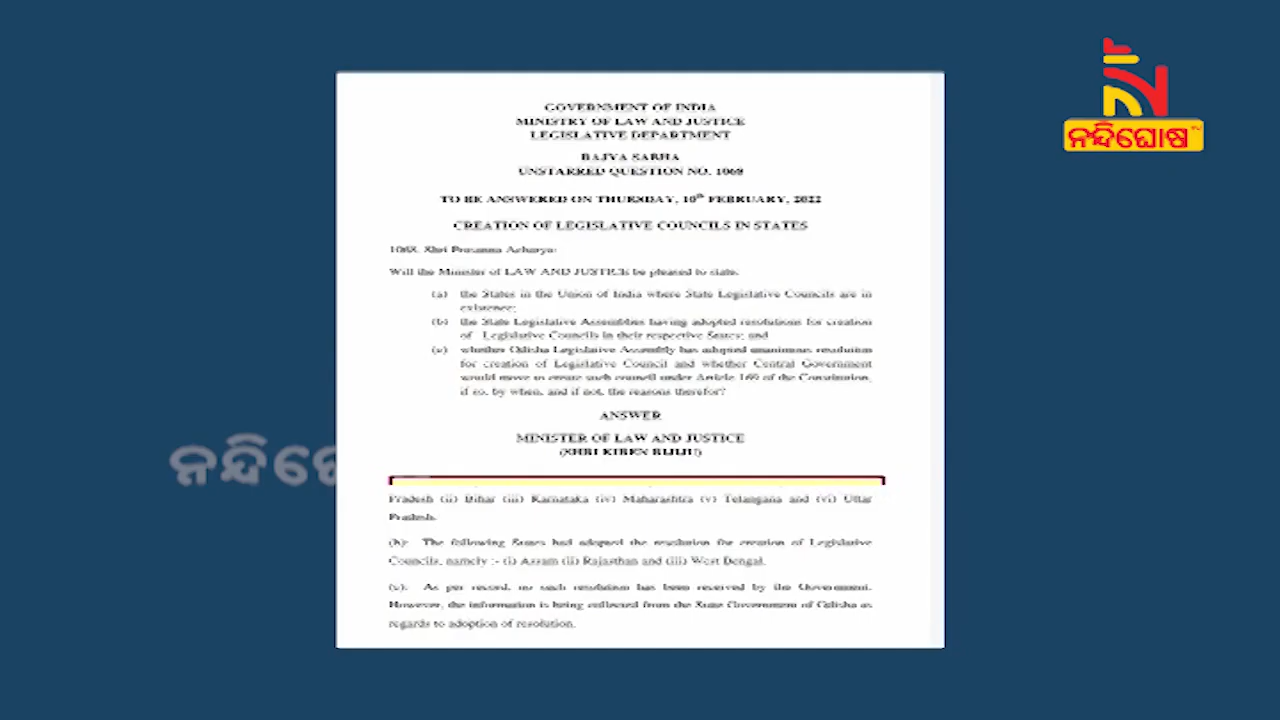 GOVERNMENT OF INDIA
MINISTRY OF LAW AND JUSTICE
LEGISLATIVE DEPARTMENT
RAJYA SABHA
UNSTARRED QUESTION NO. 1068
TO BE ANSWERED ON THURSDAY, 10th FEBRUARY, 2022
CREATION OF LEGISLATIVE COUNCILS IN STATES
1068. Shri Prasanna Acharya:
Will the Minister of LAW AND JUSTICE be pleased to state:
(a) the States in the Union of India where State Legislative Councils are in
existence;
(b) the State Legislative Assemblies having adopted resolutions for creation
of Legislative Councils in their respective States; and
(c) whether Odisha Legislative Assembly has adopted unanimous resolution
for creation of Legislative Council and whether Central Government
would move to create such council under Article 169 of the Constitution,
if so, by when, and if not, the reasons therefor?
ANSWER
MINISTER OF LAW AND JUSTICE
(SHRI KIREN RIJIJU)
Pradesh (ii) Bihar (iii) Karnataka (iv) Maharashtra (v) Telangana and (vi) Uttar
Pradesh.
(b): The following States had adopted the resolution for creation of Legislative
Councils, namely :- (i) Assam (ii) Rajasthan and (iii) West Bengal.
(c): As per record, no such resolution has been received by the Government.
However, the information is being collected from the State Government of Odisha as
regards to adoption of resolution.
ନନ୍ଦିଘୋଷ TV